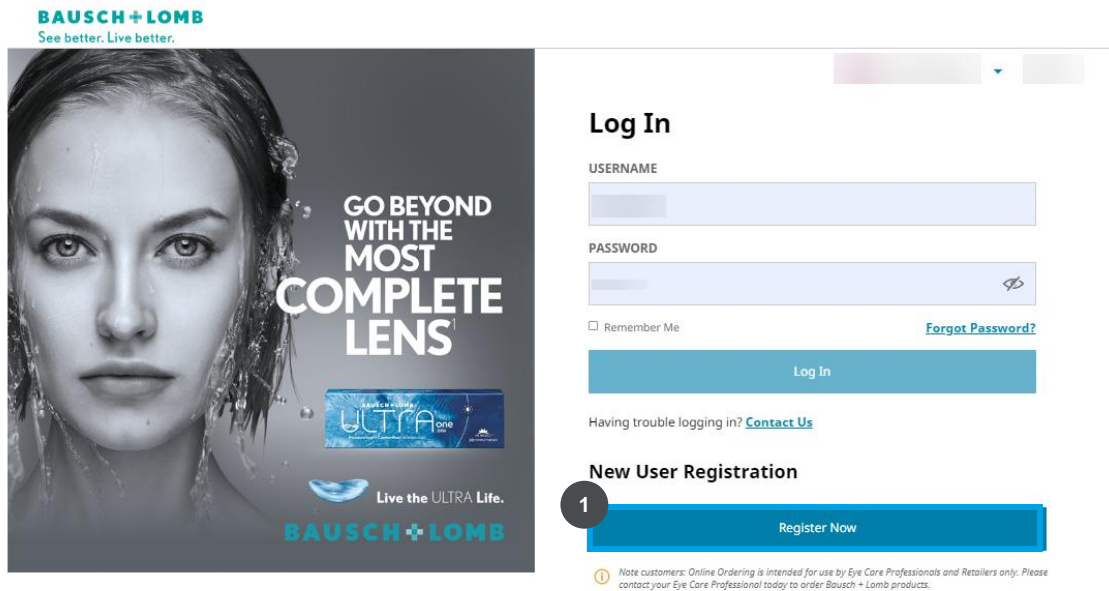 BAUSCH+LOMB
See better. Live better.
GO BEYOND
WITH THE
MOST
COMPLETE
LENS¹
BAUSCH+LOMB
ULTRA one
Live the ULTRA Life.
BAUSCH+LOMB
Log In
USERNAME
PASSWORD
Remember Me
Forgot Password?
Log In
Having trouble logging in? Contact Us
New User Registration
1
Register Now
Note customers: Online Ordering is intended for use by Eye Care Professionals and Retailers only. Please
contact your Eye Care Professional today to order Bausch + Lomb products.